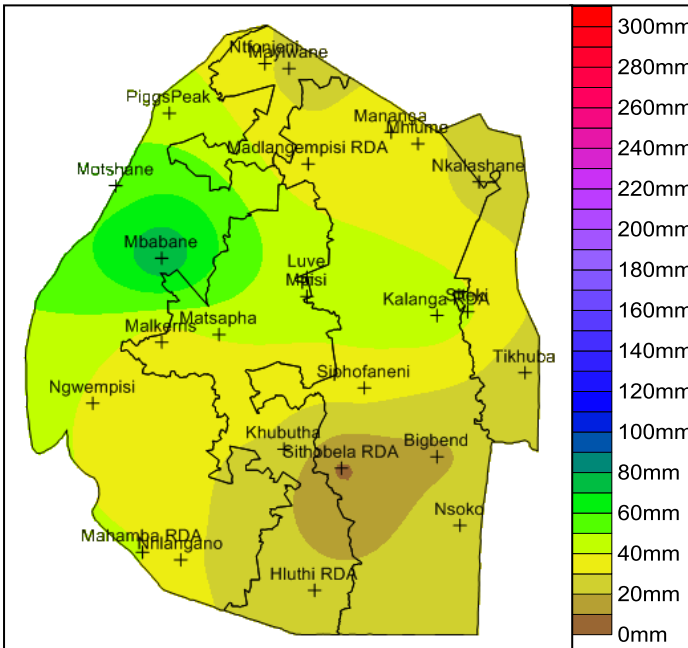 300mm
Ntfonjeni
Mayiwane
280mm
PiggsPeak
260mm
Mananga
Mhlume
240mm
Madlangempisi RDA
Nkalashane
Motshane
220mm
200mm
Mbabane
Luve
180mm
Mpisi
Kalanga RDA
Siteki
160mm
Matsapha
Malkerns
140mm
Tikhuba
Siphofaneni
Ngwempisi
120mm
100mm
Khubutha
Bigbend
Sithobela RDA
80mm
Nsoko
60mm
Mahamba RDA
Nhlangano
40mm
Hluthi RDA
20mm
0mm